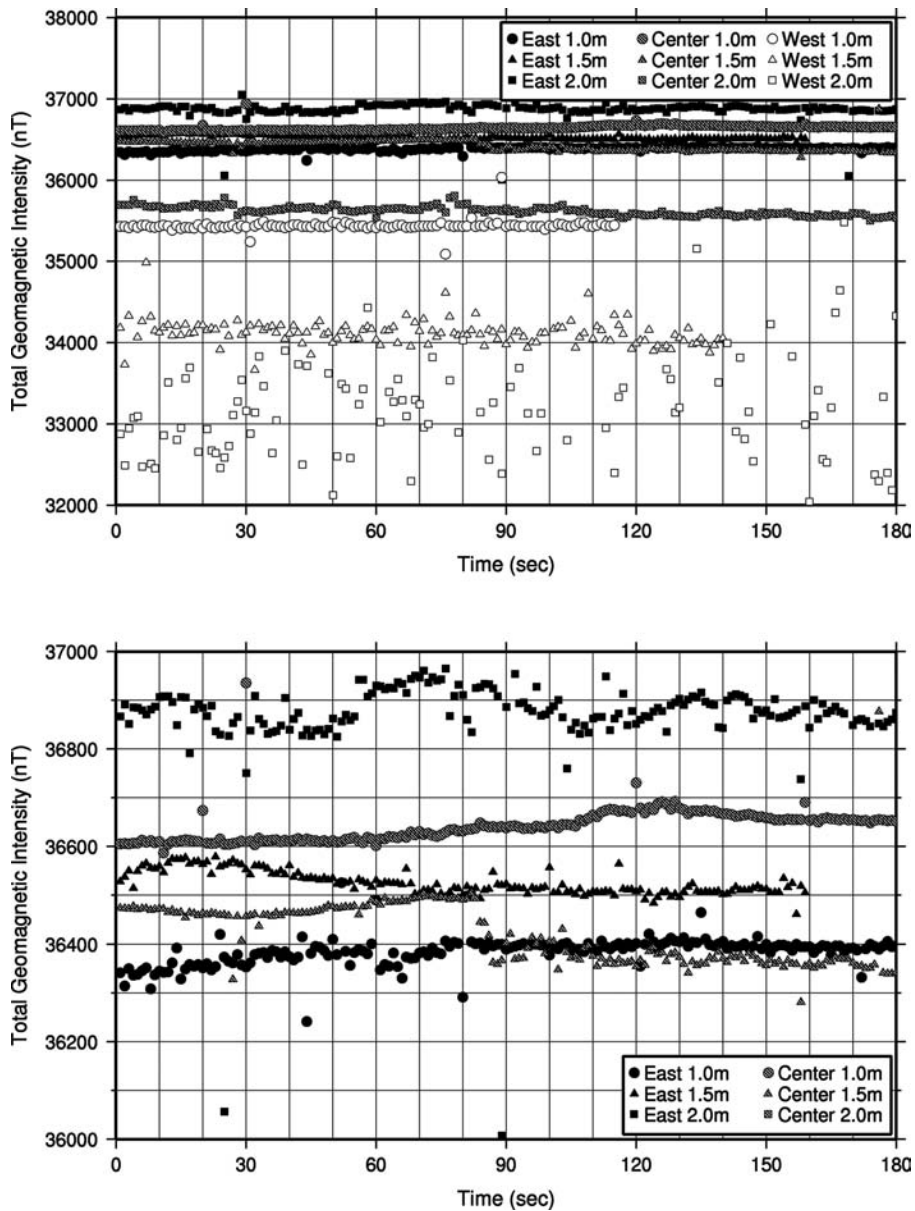 38000
37000
36000
35000
34000
33000
32000
Total Geomagnetic Intensity (nT)
East 1.0m Center 1.0m West 1.0m
East 1.5m Center 1.5m West 1.5m
East 2.0m Center 2.0m West 2.0m
0 30 60 90 120 150 180
Time (sec)
37000
36800
36600
36400
36200
36000
Total Geomagnetic Intensity (nT)
East 1.0m Center 1.0m
East 1.5m Center 1.5m
East 2.0m Center 2.0m
0 30 60 90 120 150 180
Time (sec)